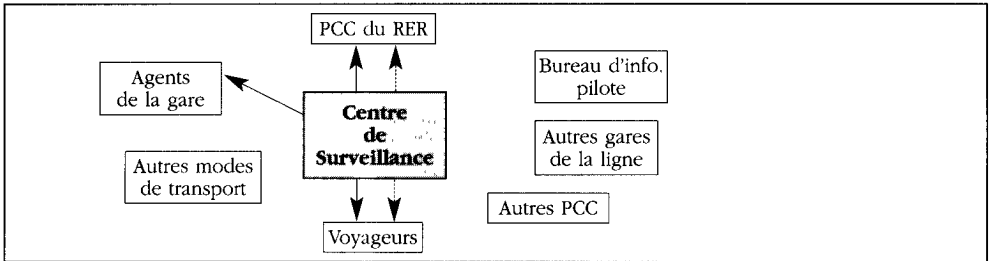 PCC du RER
Agents
de la gare
Bureau d'info.
pilote
Centre
de
Surveillance
Autres gares
de la ligne
Autres modes
de transport
Autres PCC
Voyageurs